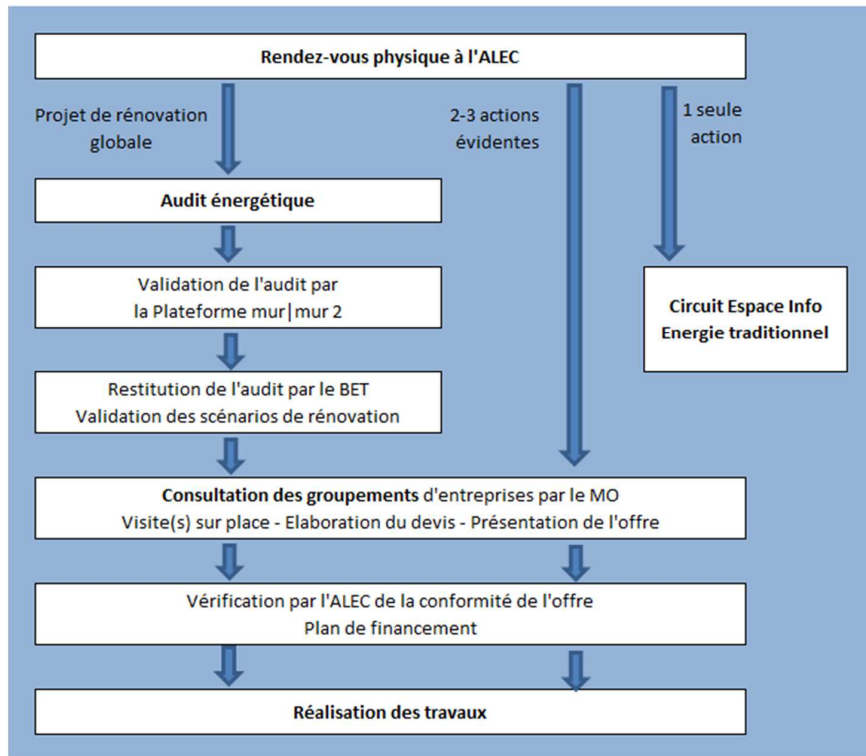 Rendez-vous physique à l'ALEC
Projet de rénovation
globale
2-3 actions
évidentes
1 seule
action
Audit énergétique
Validation de l'audit par
la Plateforme mur|mur 2
Circuit Espace Info
Energie traditionnel
Restitution de l'audit par le BET
Validation des scénarios de rénovation
Consultation des groupements d'entreprises par le MO
Visite(s) sur place - Elaboration du devis - Présentation de l'offre
Vérification par l'ALEC de la conformité de l'offre
Plan de financement
Réalisation des travaux